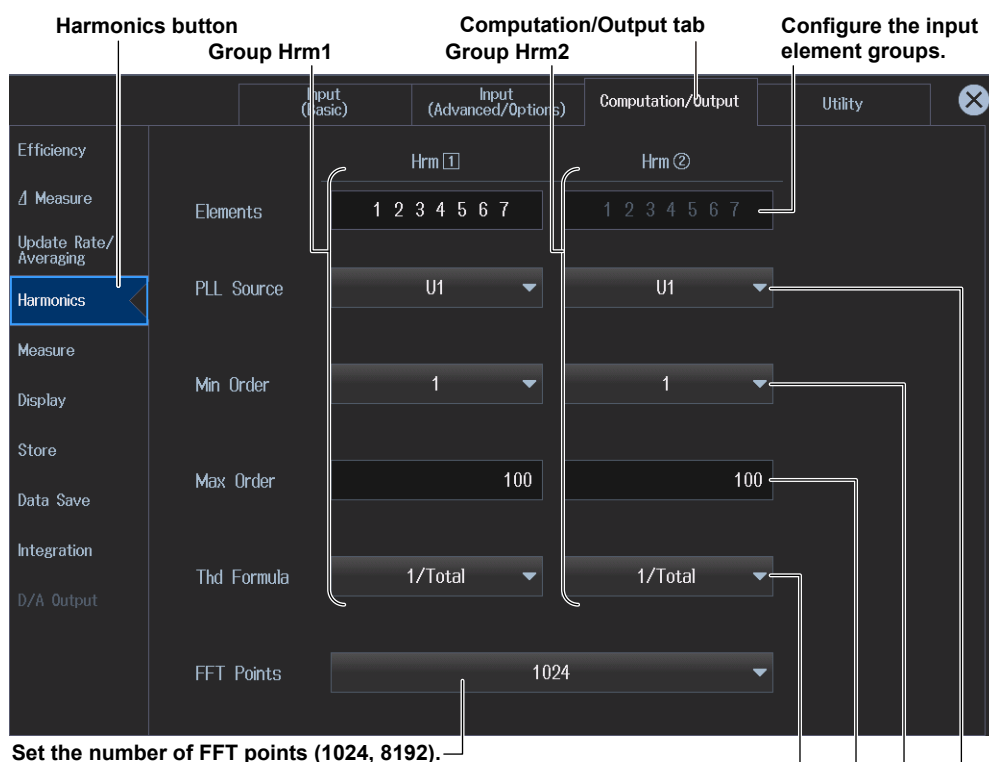 Harmonics button
Computation/Output tab
Configure the input
element groups.
Group Hrm1
Group Hrm2
Input
(Basic)
Input
(Advanced/Options)
Computation/Output
Utility
Efficiency
Δ Measure
Update Rate/
Averaging
Harmonics
Measure
Display
Store
Data Save
Integration
D/A Output
Hrm 1
Hrm ②
Elements
1 2 3 4 5 6 7
1 2 3 4 5 6 7
PLL Source
U1
U1
Min Order
1
1
Max Order
100
100
Thd Formula
1/Total
1/Total
FFT Points
1024
Set the number of FFT points (1024, 8192).